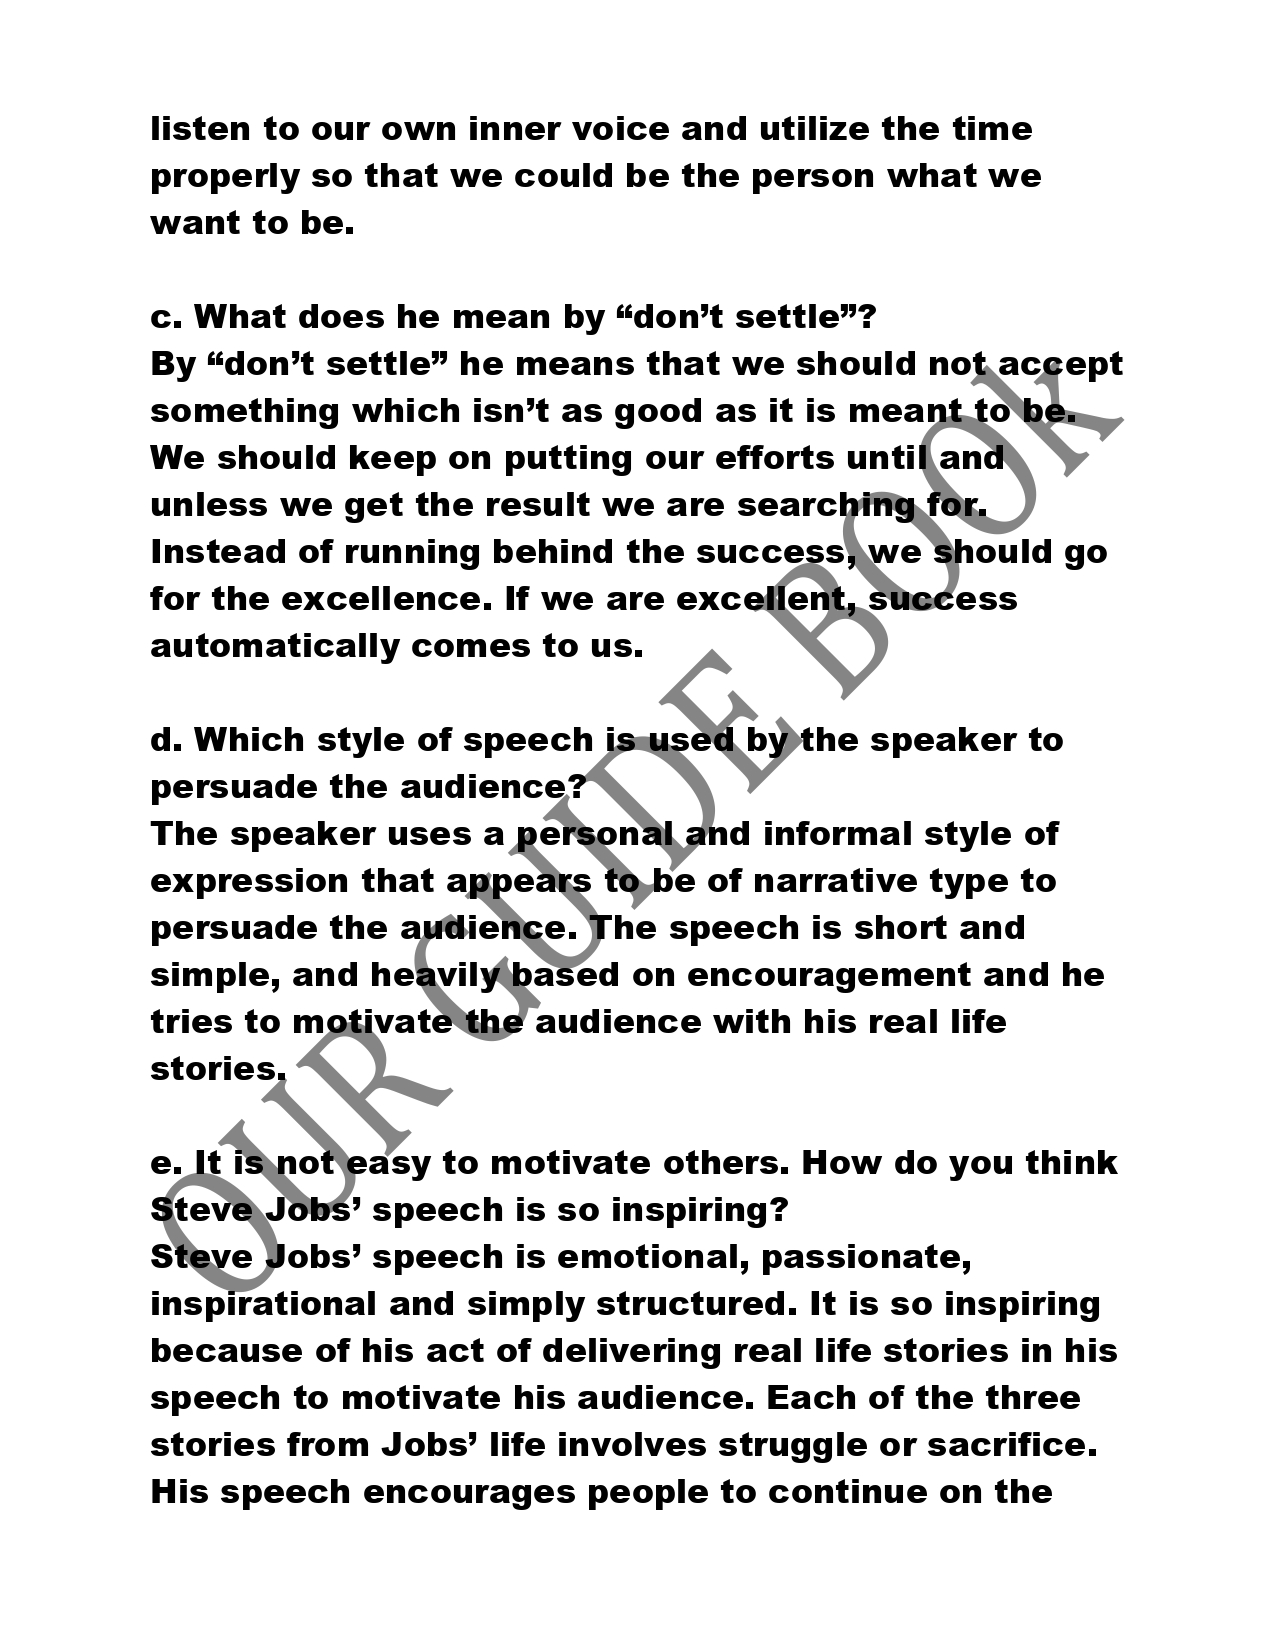 listen to our own inner voice and utilize the time
properly so that we could be the person what we
want to be.
c. What does he mean by “don’t settle”?
By “don’t settle” he means that we should not accept
something which isn’t as good as it is meant to be.
We should keep on putting our efforts until and
unless we get the result we are searching for.
Instead of running behind the success, we should go
for the excellence. If we are excellent, success
automatically comes to us.
d. Which style of speech is used by the speaker to
persuade the audience?
The speaker uses a personal and informal style of
expression that appears to be of narrative type to
persuade the audience. The speech is short and
simple, and heavily based on encouragement and he
tries to motivate the audience with his real life
stories.
e. It is not easy to motivate others. How do you think
Steve Jobs’ speech is so inspiring?
Steve Jobs’ speech is emotional, passionate,
inspirational and simply structured. It is so inspiring
because of his act of delivering real life stories in his
speech to motivate his audience. Each of the three
stories from Jobs’ life involves struggle or sacrifice.
His speech encourages people to continue on the
OUR GUIDE BOOk